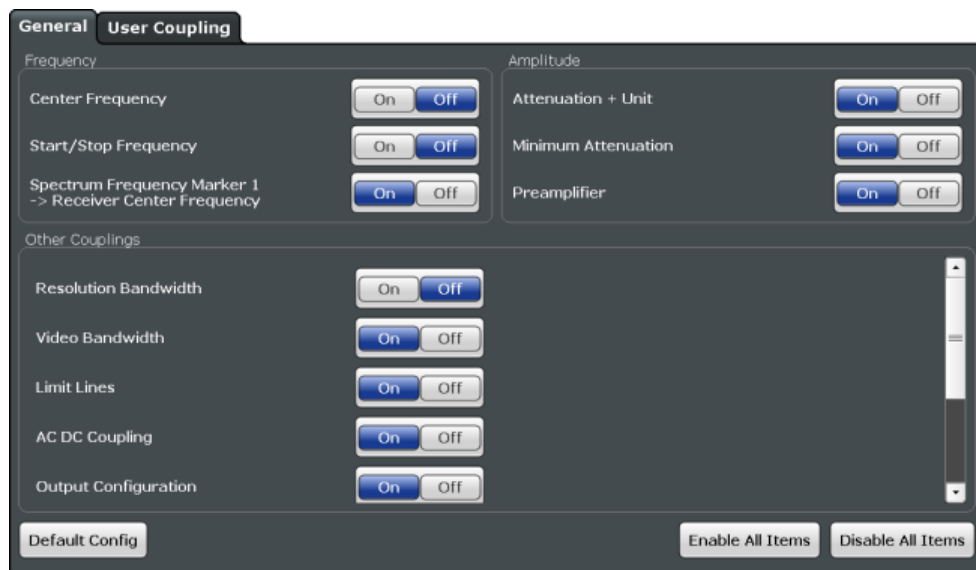 General
User Coupling
Frequency
Center Frequency On Off
Start/Stop Frequency On Off
Spectrum Frequency Marker 1
-> Receiver Center Frequency On Off
Amplitude
Attenuation + Unit On Off
Minimum Attenuation On Off
Preamplifier On Off
Other Couplings
Resolution Bandwidth On Off
Video Bandwidth On Off
Limit Lines On Off
AC DC Coupling On Off
Output Configuration On Off
Default Config
Enable All Items
Disable All Items